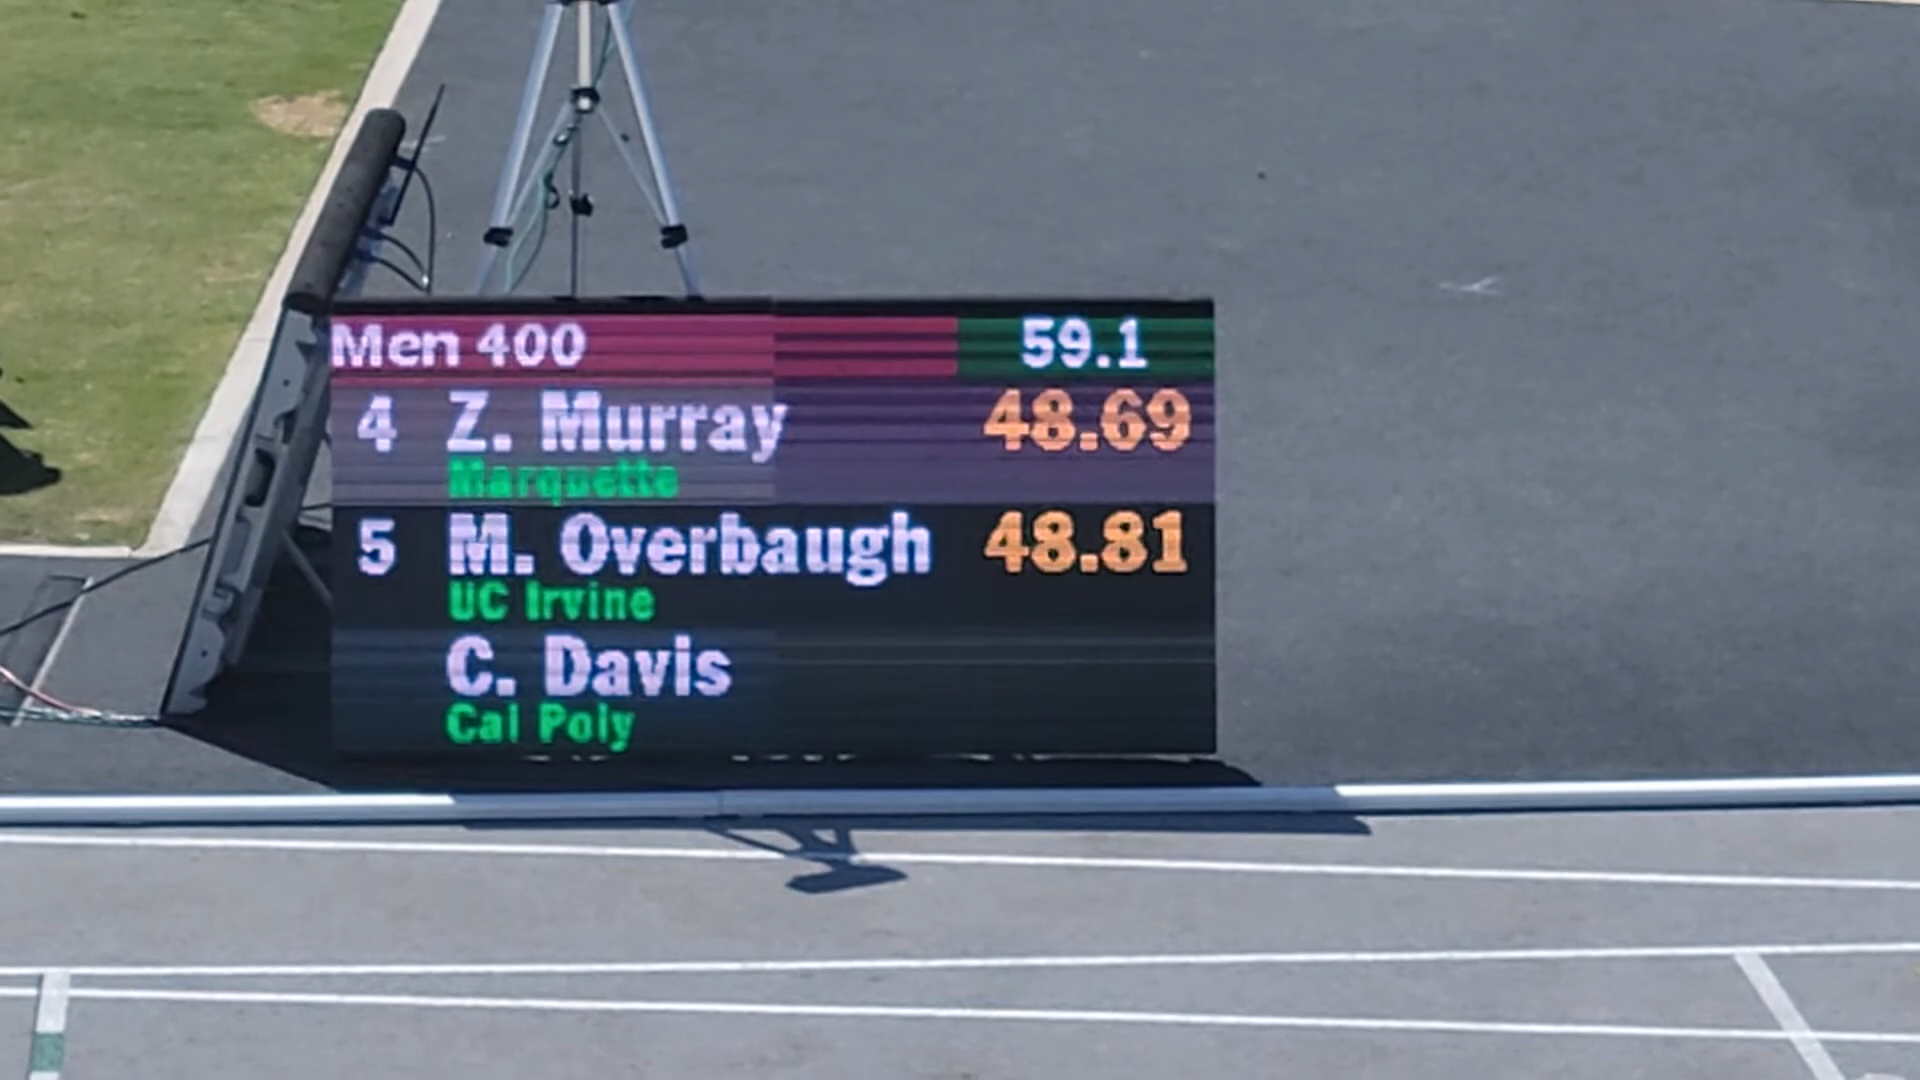 Men 400 59.1
4 Z. Murray 48.69
Marquette
5 M. Overbaugh 48.81
UC Irvine
C. Davis
Cal Poly